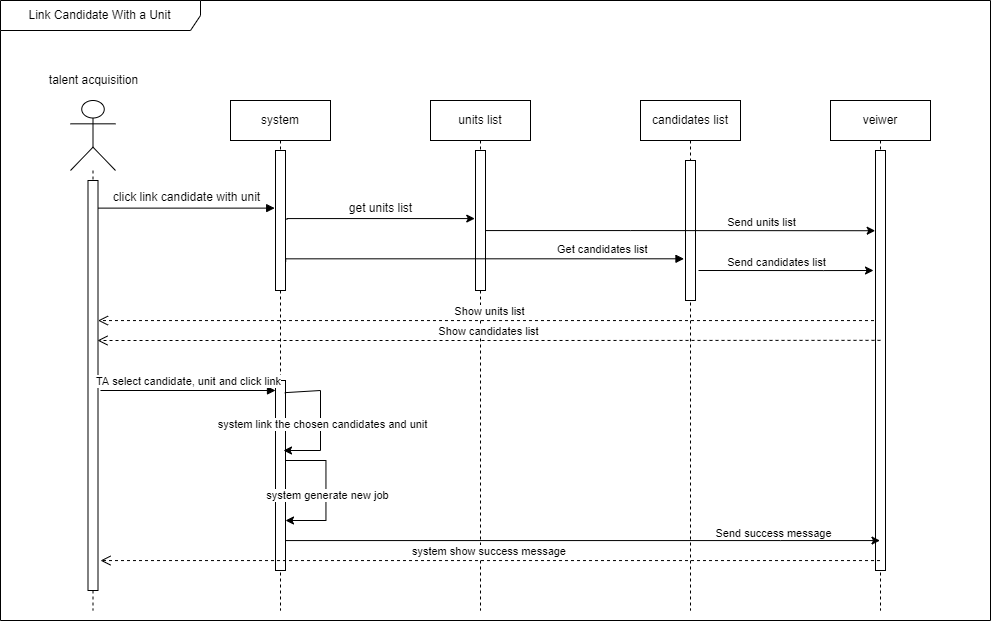 Link Candidate With a Unit
talent acquisition
system
units list
candidates list
veiwer
click link candidate with unit
get units list
Send units list
Get candidates list
Send candidates list
Show units list
Show candidates list
TA select candidate, unit and click link
system link the chosen candidates and unit
system generate new job
Send success message
system show success message